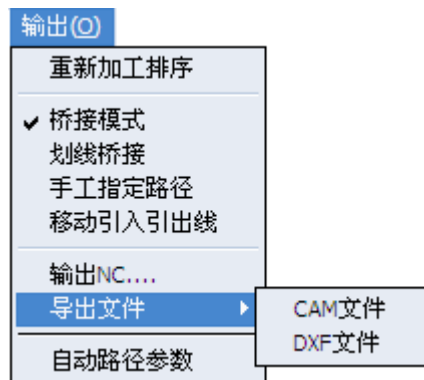 输出(O)
重新加工排序
桥接模式
划线桥接
手工指定路径
移动引入引出线
输出NC....
导出文件
CAM文件
DXF文件
自动路径参数